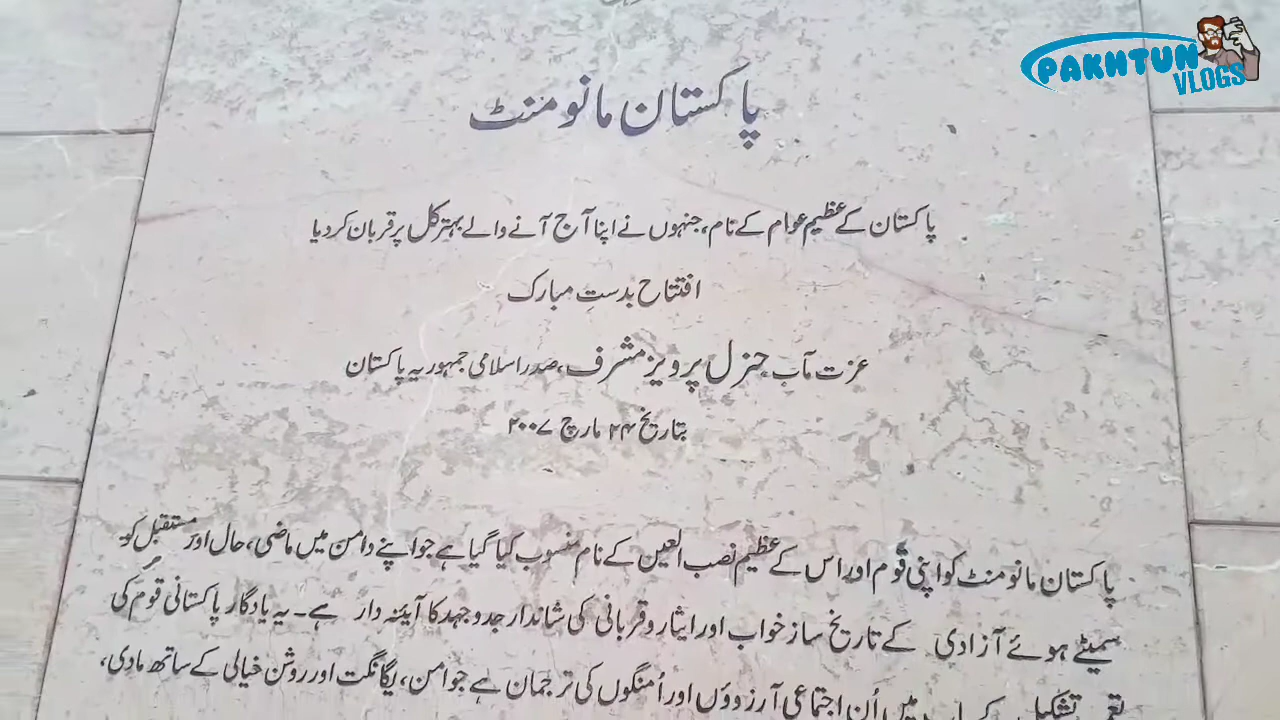 PAKHTUN
VLOGS
پاکستان مانومنٹ
پاکستان کے عظیم عوام کے نام، جنہوں نے اپنا آج آنے والے بہتر کل پر قربان کر دیا
افتتاح بدستِ مبارک
عزت مآب جنرل پرویز مشرف، صدر اسلامی جمہوریہ پاکستان
بتاریخ ۲۴ مارچ ۲۰۰۷
پاکستان مانومنٹ کو اپنی قوم اور اس کے عظیم نصب العین کے نام منسوب کیا گیا ہے جو اپنے دامن میں ماضی، حال اور مستقبل کو
سمیٹے ہوئے آزادی کے تاریخ ساز خواب اور ایثار و قربانی کی شاندار جدوجہد کا آئینہ دار ہے۔ یہ یادگار پاکستانی قوم کی
میں اُن اجتماعی آرزوؤں اور اُمنگوں کی ترجمان ہے جو امن، یگانگت اور روشن خیالی کے ساتھ مادی،